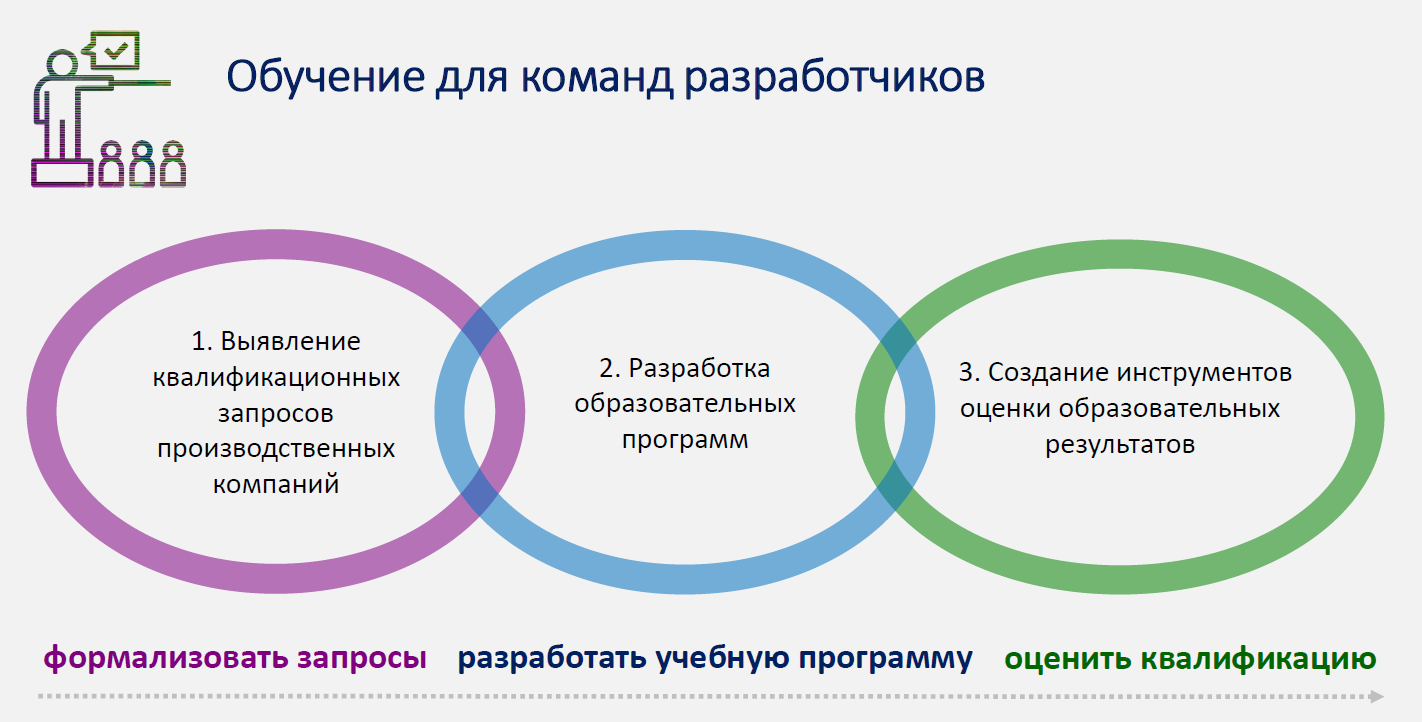 Обучение для команд разработчиков
1. Выявление
квалификационных
запросов
производственных
компаний
2. Разработка
образовательных
программ
3. Создание инструментов
оценки образовательных
результатов
формализовать запросы
разработать учебную программу
оценить квалификацию